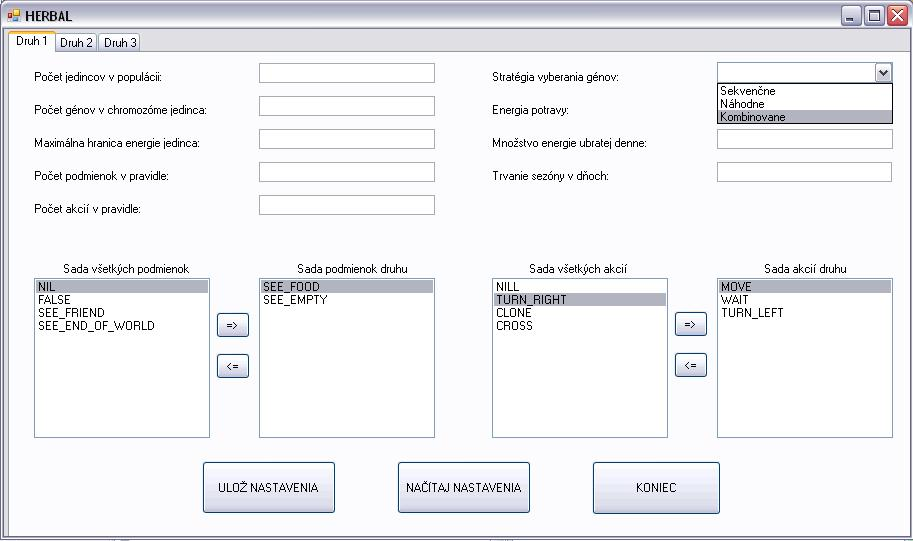 HERBAL
Druh 1 Druh 2 Druh 3
Počet jedincov v populácii:
Počet génov v chromozóme jedinca:
Maximálna hranica energie jedinca:
Počet podmienok v pravidle:
Počet akcií v pravidle:
Stratégia vyberania génov:
Sekvenčne
Náhodne
Kombinovane
Energia potravy:
Množstvo energie ubratej denne:
Trvanie sezóny v dňoch:
Sada všetkých podmienok
NIL
FALSE
SEE_FRIEND
SEE_END_OF_WORLD
=>
<=
Sada podmienok druhu
SEE_FOOD
SEE_EMPTY
Sada všetkých akcií
NILL
TURN_RIGHT
CLONE
CROSS
=>
<=
Sada akcií druhu
MOVE
WAIT
TURN_LEFT
ULOŽ NASTAVENIA
NAČÍTAJ NASTAVENIA
KONIEC